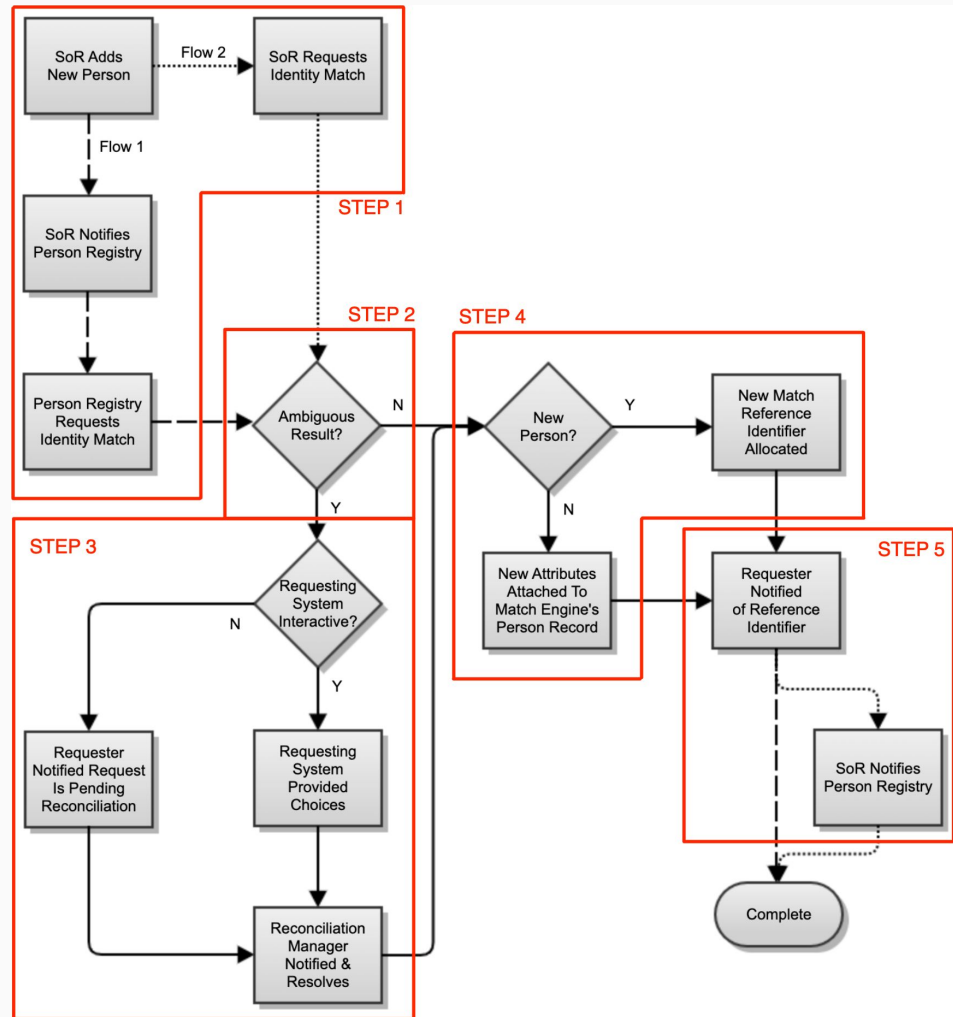 SoR Adds
New Person
Flow 2
SoR Requests
Identity Match
Flow 1
STEP 1
SoR Notifies
Person Registry
Person Registry
Requests
Identity Match
STEP 2
Ambiguous
Result?
N
Y
STEP 4
New
Person?
Y
New Match
Reference
Identifier
Allocated
N
New Attributes
Attached To
Match Engine's
Person Record
STEP 3
Requesting
System
Interactive?
N
Y
Requester
Notified Request
Is Pending
Reconciliation
Requesting
System
Provided
Choices
Reconciliation
Manager
Notified &
Resolves
STEP 5
Requester
Notified
of Reference
Identifier
SoR Notifies
Person Registry
Complete